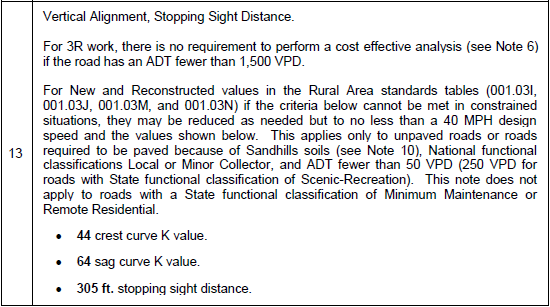 Vertical Alignment, Stopping Sight Distance.
For 3R work, there is no requirement to perform a cost effective analysis (see Note 6)
if the road has an ADT fewer than 1,500 VPD.
For New and Reconstructed values in the Rural Area standards tables (001.03I,
001.03J, 001.03M, and 001.03N) if the criteria below cannot be met in constrained
situations, they may be reduced as needed but to no less than a 40 MPH design
speed and the values shown below. This applies only to unpaved roads or roads
13
required to be paved because of Sandhills soils (see Note 10), National functional
classifications Local or Minor Collector, and ADT fewer than 50 VPD (250 VPD for
roads with State functional classification of Scenic-Recreation). This note does not
apply to roads with a State functional classification of Minimum Maintenance or
Remote Residential.
• 44 crest curve K value.
• 64 sag curve K value.
• 305 ft. stopping sight distance.